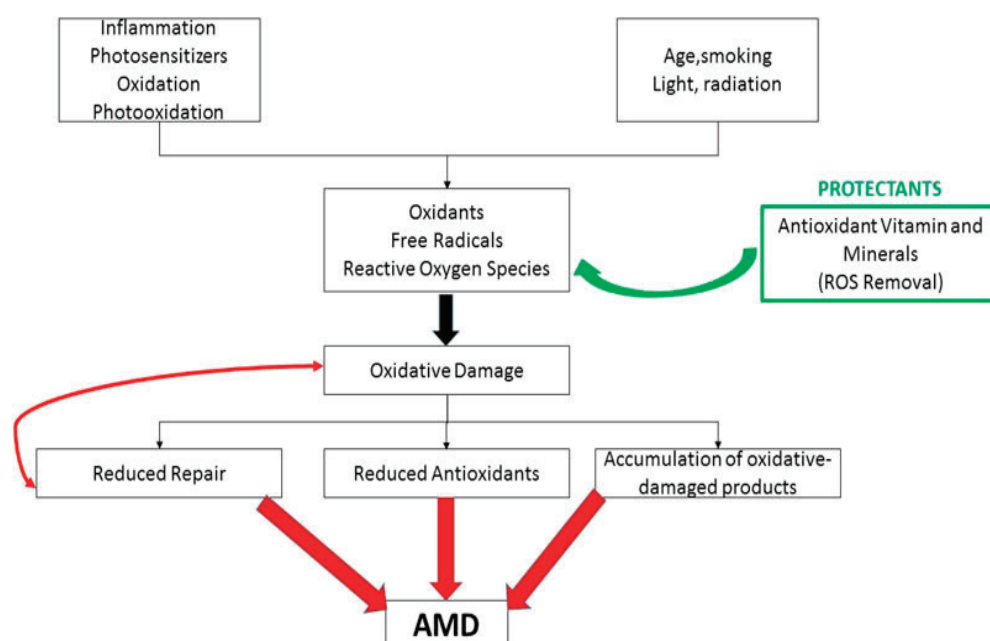 Inflammation
Photosensitizers
Oxidation
Photooxidation
Age,smoking
Light, radiation
Oxidants
Free Radicals
Reactive Oxygen Species
PROTECTANTS
Antioxidant Vitamin and
Minerals
(ROS Removal)
Oxidative Damage
Reduced Repair
Reduced Antioxidants
Accumulation of oxidative-
damaged products
AMD